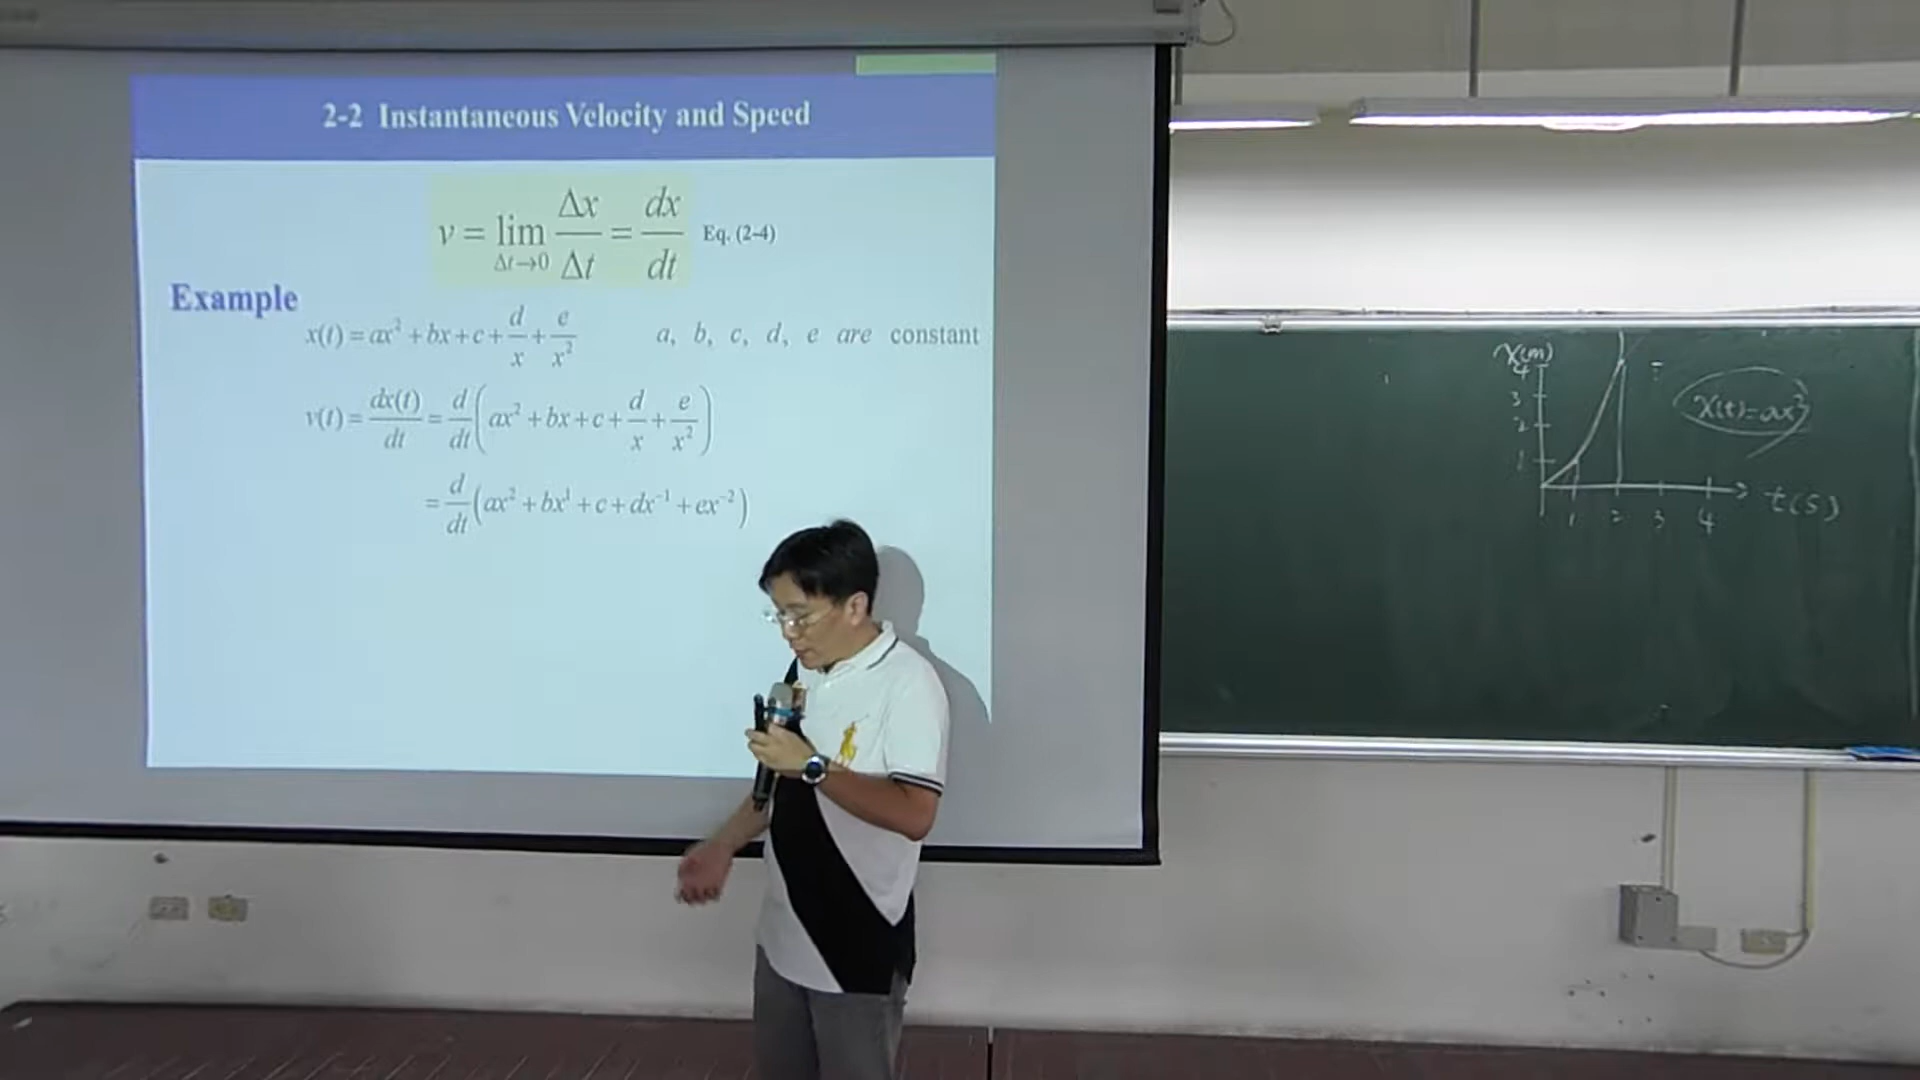 2-2 Instantaneous Velocity and Speed
v = lim Δt→0 Δx/Δt = dx/dt Eq. (2-4)
Example
x(t) = ax² + bx + c + d/x + e/x² a, b, c, d, e are constant
v(t) = dx(t)/dt = d/dt (ax² + bx + c + d/x + e/x²)
= d/dt (ax² + bx¹ + c + dx⁻¹ + ex⁻²)
x(m)
4
3
2
1
x(t)=ax²
1 2 3 4
t(s)